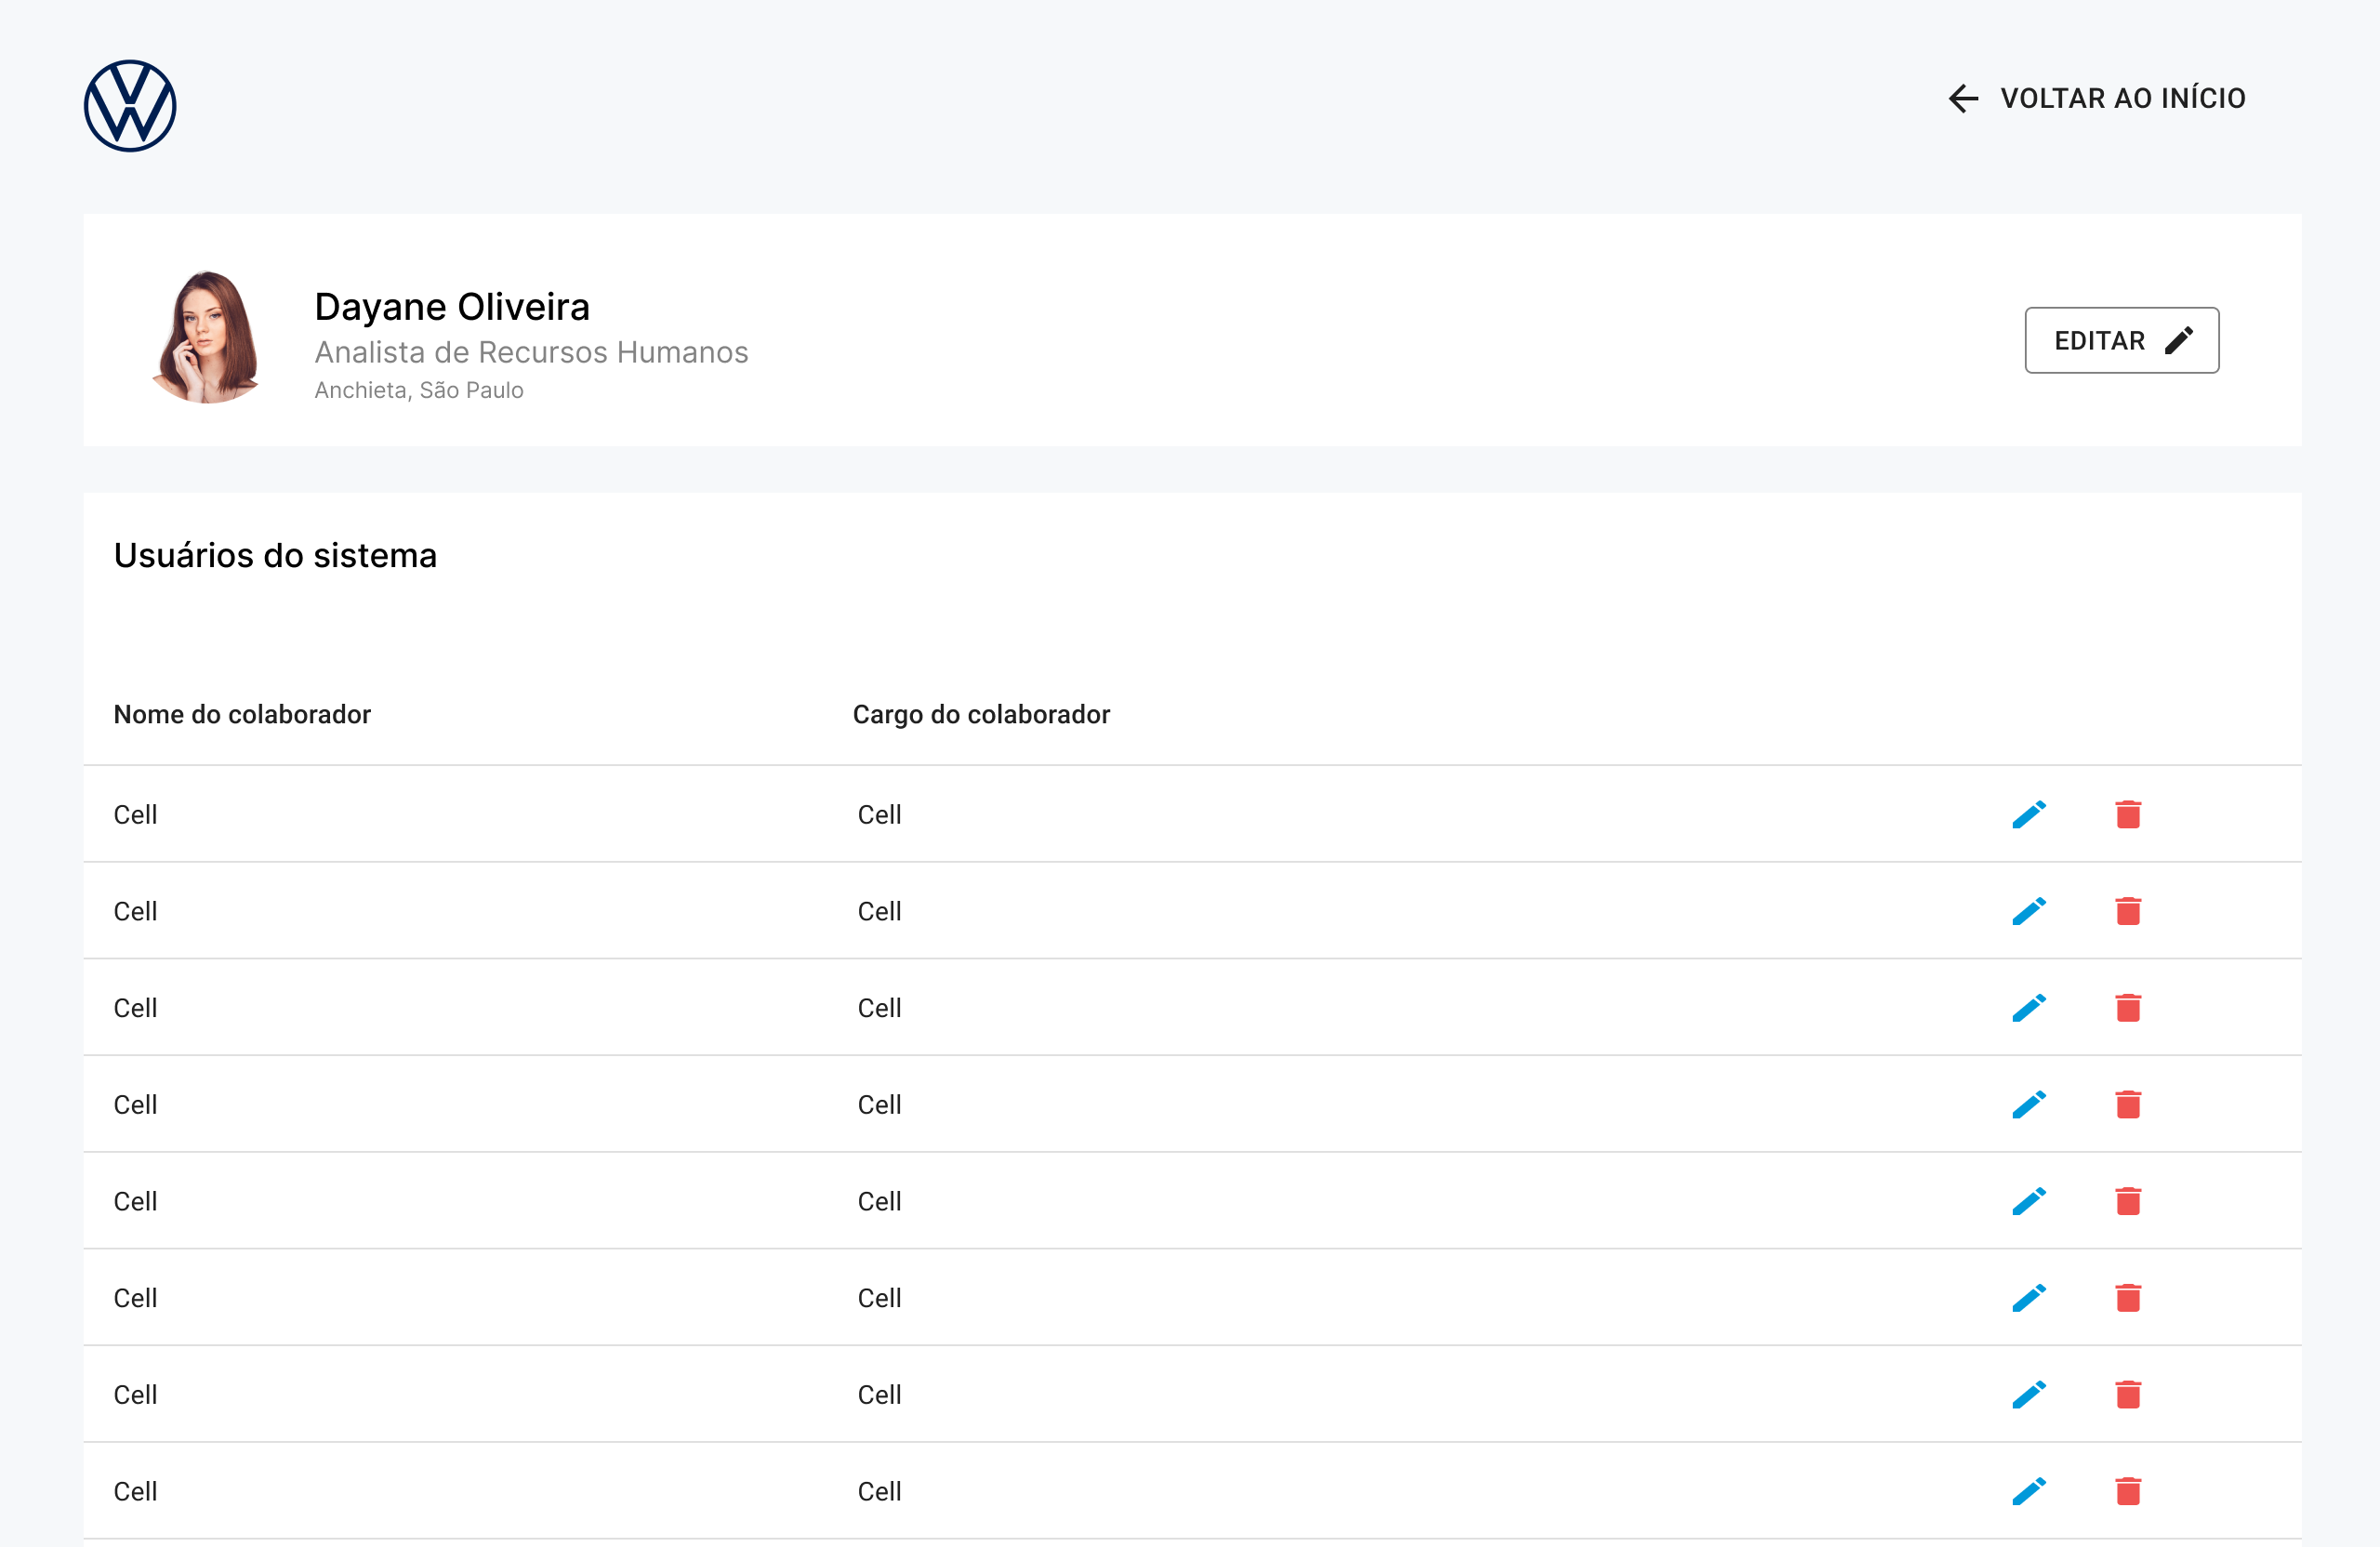 VOLTAR AO INÍCIO
Dayane Oliveira
Analista de Recursos Humanos
Anchieta, São Paulo
EDITAR
Usuários do sistema
Nome do colaborador Cargo do colaborador
Cell Cell
Cell Cell
Cell Cell
Cell Cell
Cell Cell
Cell Cell
Cell Cell
Cell Cell